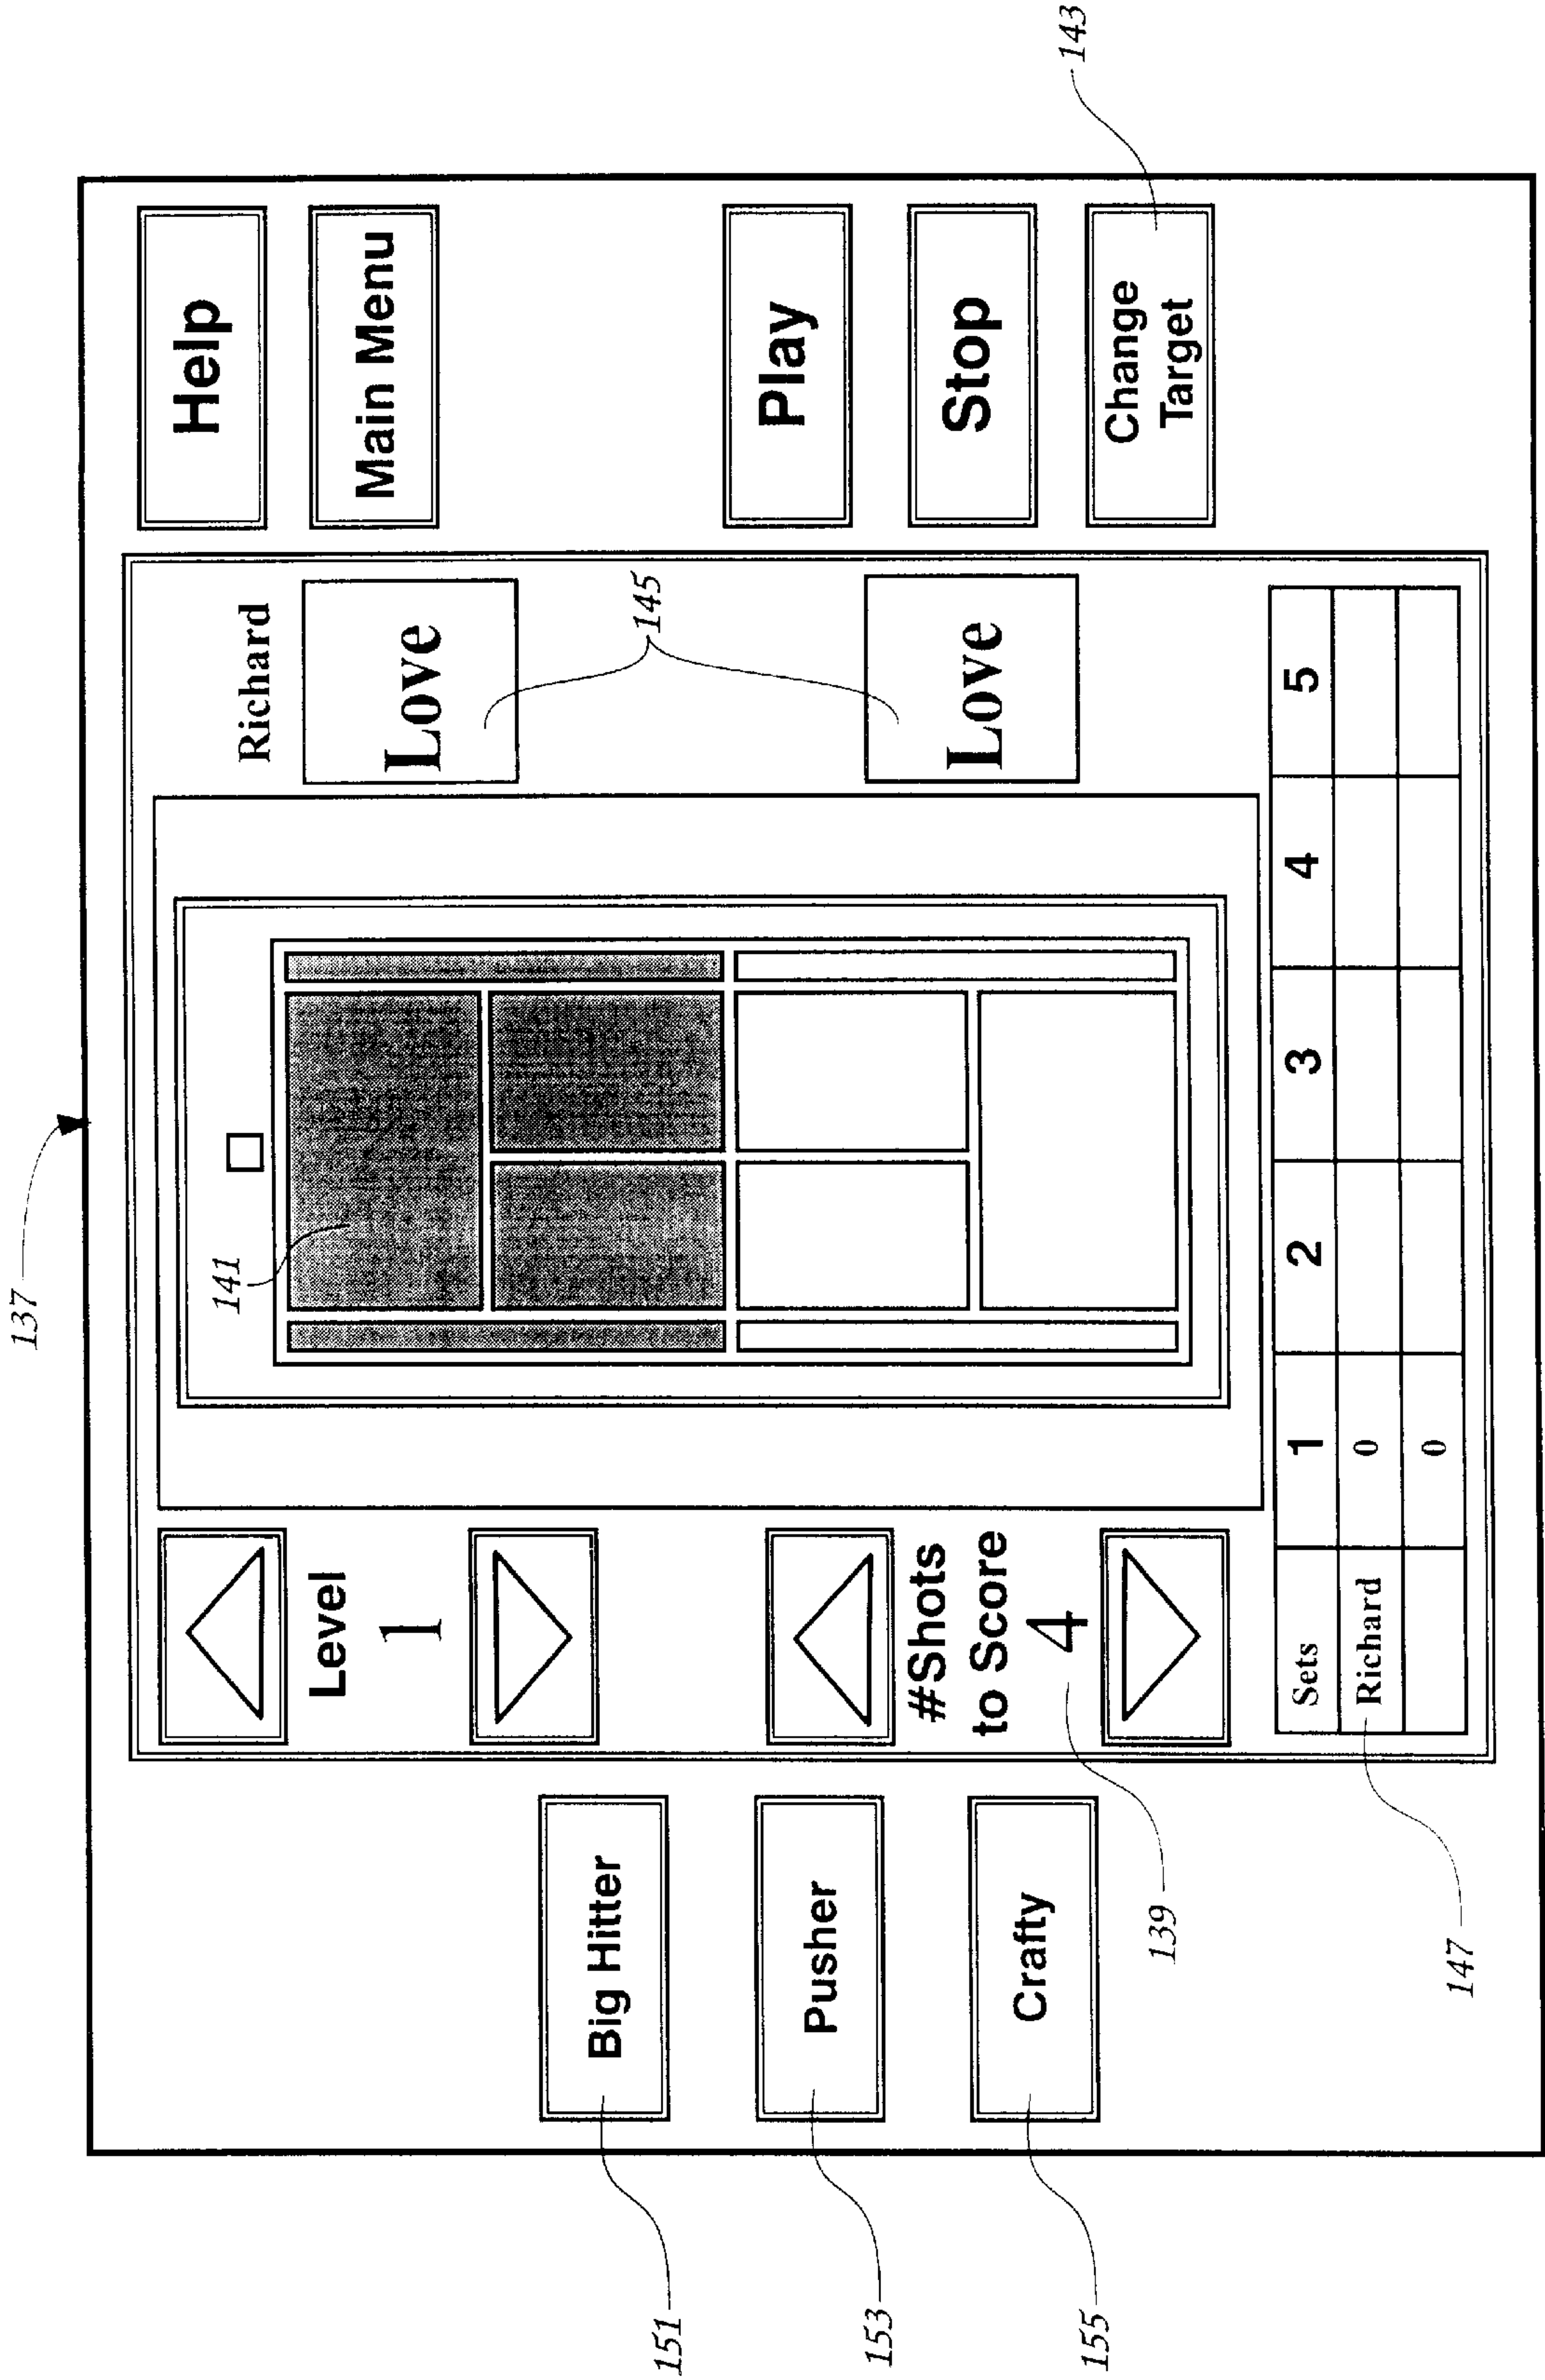 137
Help
Main Menu
Play
Stop
Change
Target
143
Richard
Love
145
Love
141
Level
1
#Shots
to Score
4
139
Big Hitter
151
Pusher
153
Crafty
155
Sets 1 2 3 4 5
Richard 0
0
147